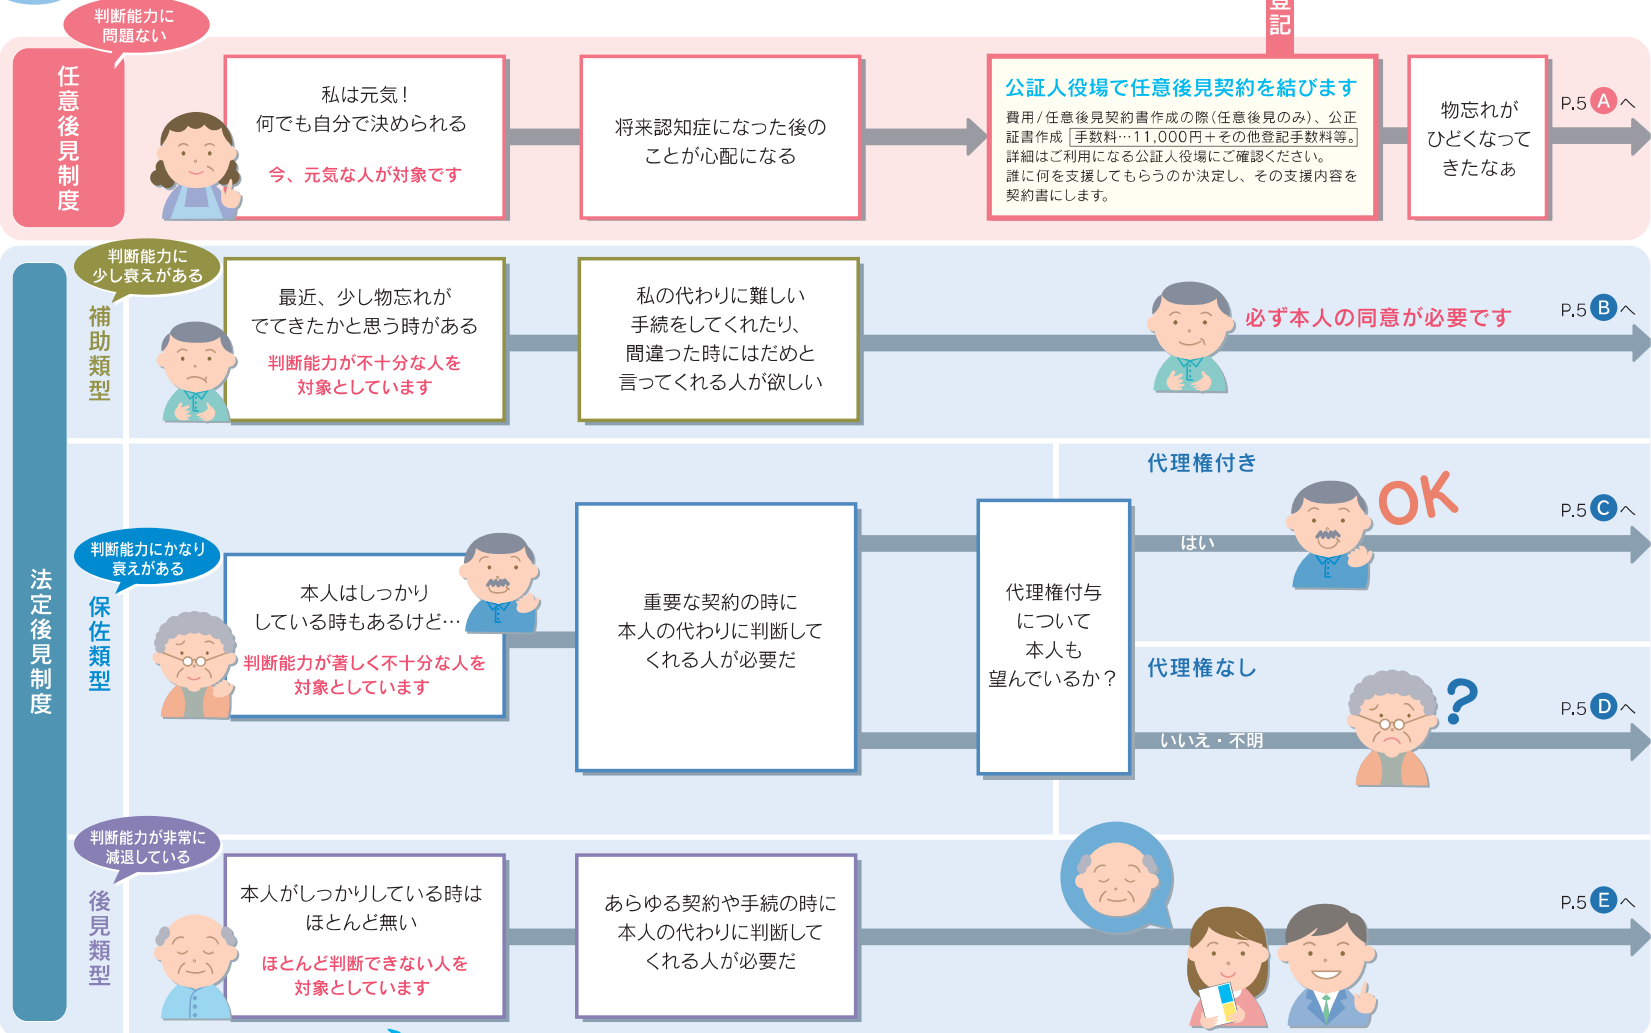 判断能力に
問題ない
登記
任意後見制度
私は元気！
何でも自分で決められる
今、元気な人が対象です
将来認知症になった後の
ことが心配になる
公証人役場で任意後見契約を結びます
費用/任意後見契約書作成の際(任意後見のみ)、公正
証書作成 手数料…11,000円＋その他登記手数料等。
詳細はご利用になる公証人役場にご確認ください。
誰に何を支援してもらうのか決定し、その支援内容を
契約書にします。
物忘れが
ひどくなって
きたなぁ
P.5 A へ
法定後見制度
判断能力に
少し衰えがある
補助類型
最近、少し物忘れが
でてきたかと思う時がある
判断能力が不十分な人を
対象としています
私の代わりに難しい
手続をしてくれたり、
間違った時にはだめと
言ってくれる人が欲しい
必ず本人の同意が必要です
P.5 B へ
判断能力にかなり
衰えがある
保佐類型
本人はしっかり
している時もあるけど…
判断能力が著しく不十分な人を
対象としています
重要な契約の時に
本人の代わりに判断して
くれる人が必要だ
代理権付与
について
本人も
望んでいるか？
代理権付き
はい
OK
P.5 C へ
代理権なし
いいえ・不明
?
P.5 D へ
判断能力が非常に
減退している
後見類型
本人がしっかりしている時は
ほとんど無い
ほとんど判断できない人を
対象としています
あらゆる契約や手続の時に
本人の代わりに判断して
くれる人が必要だ
P.5 E へ